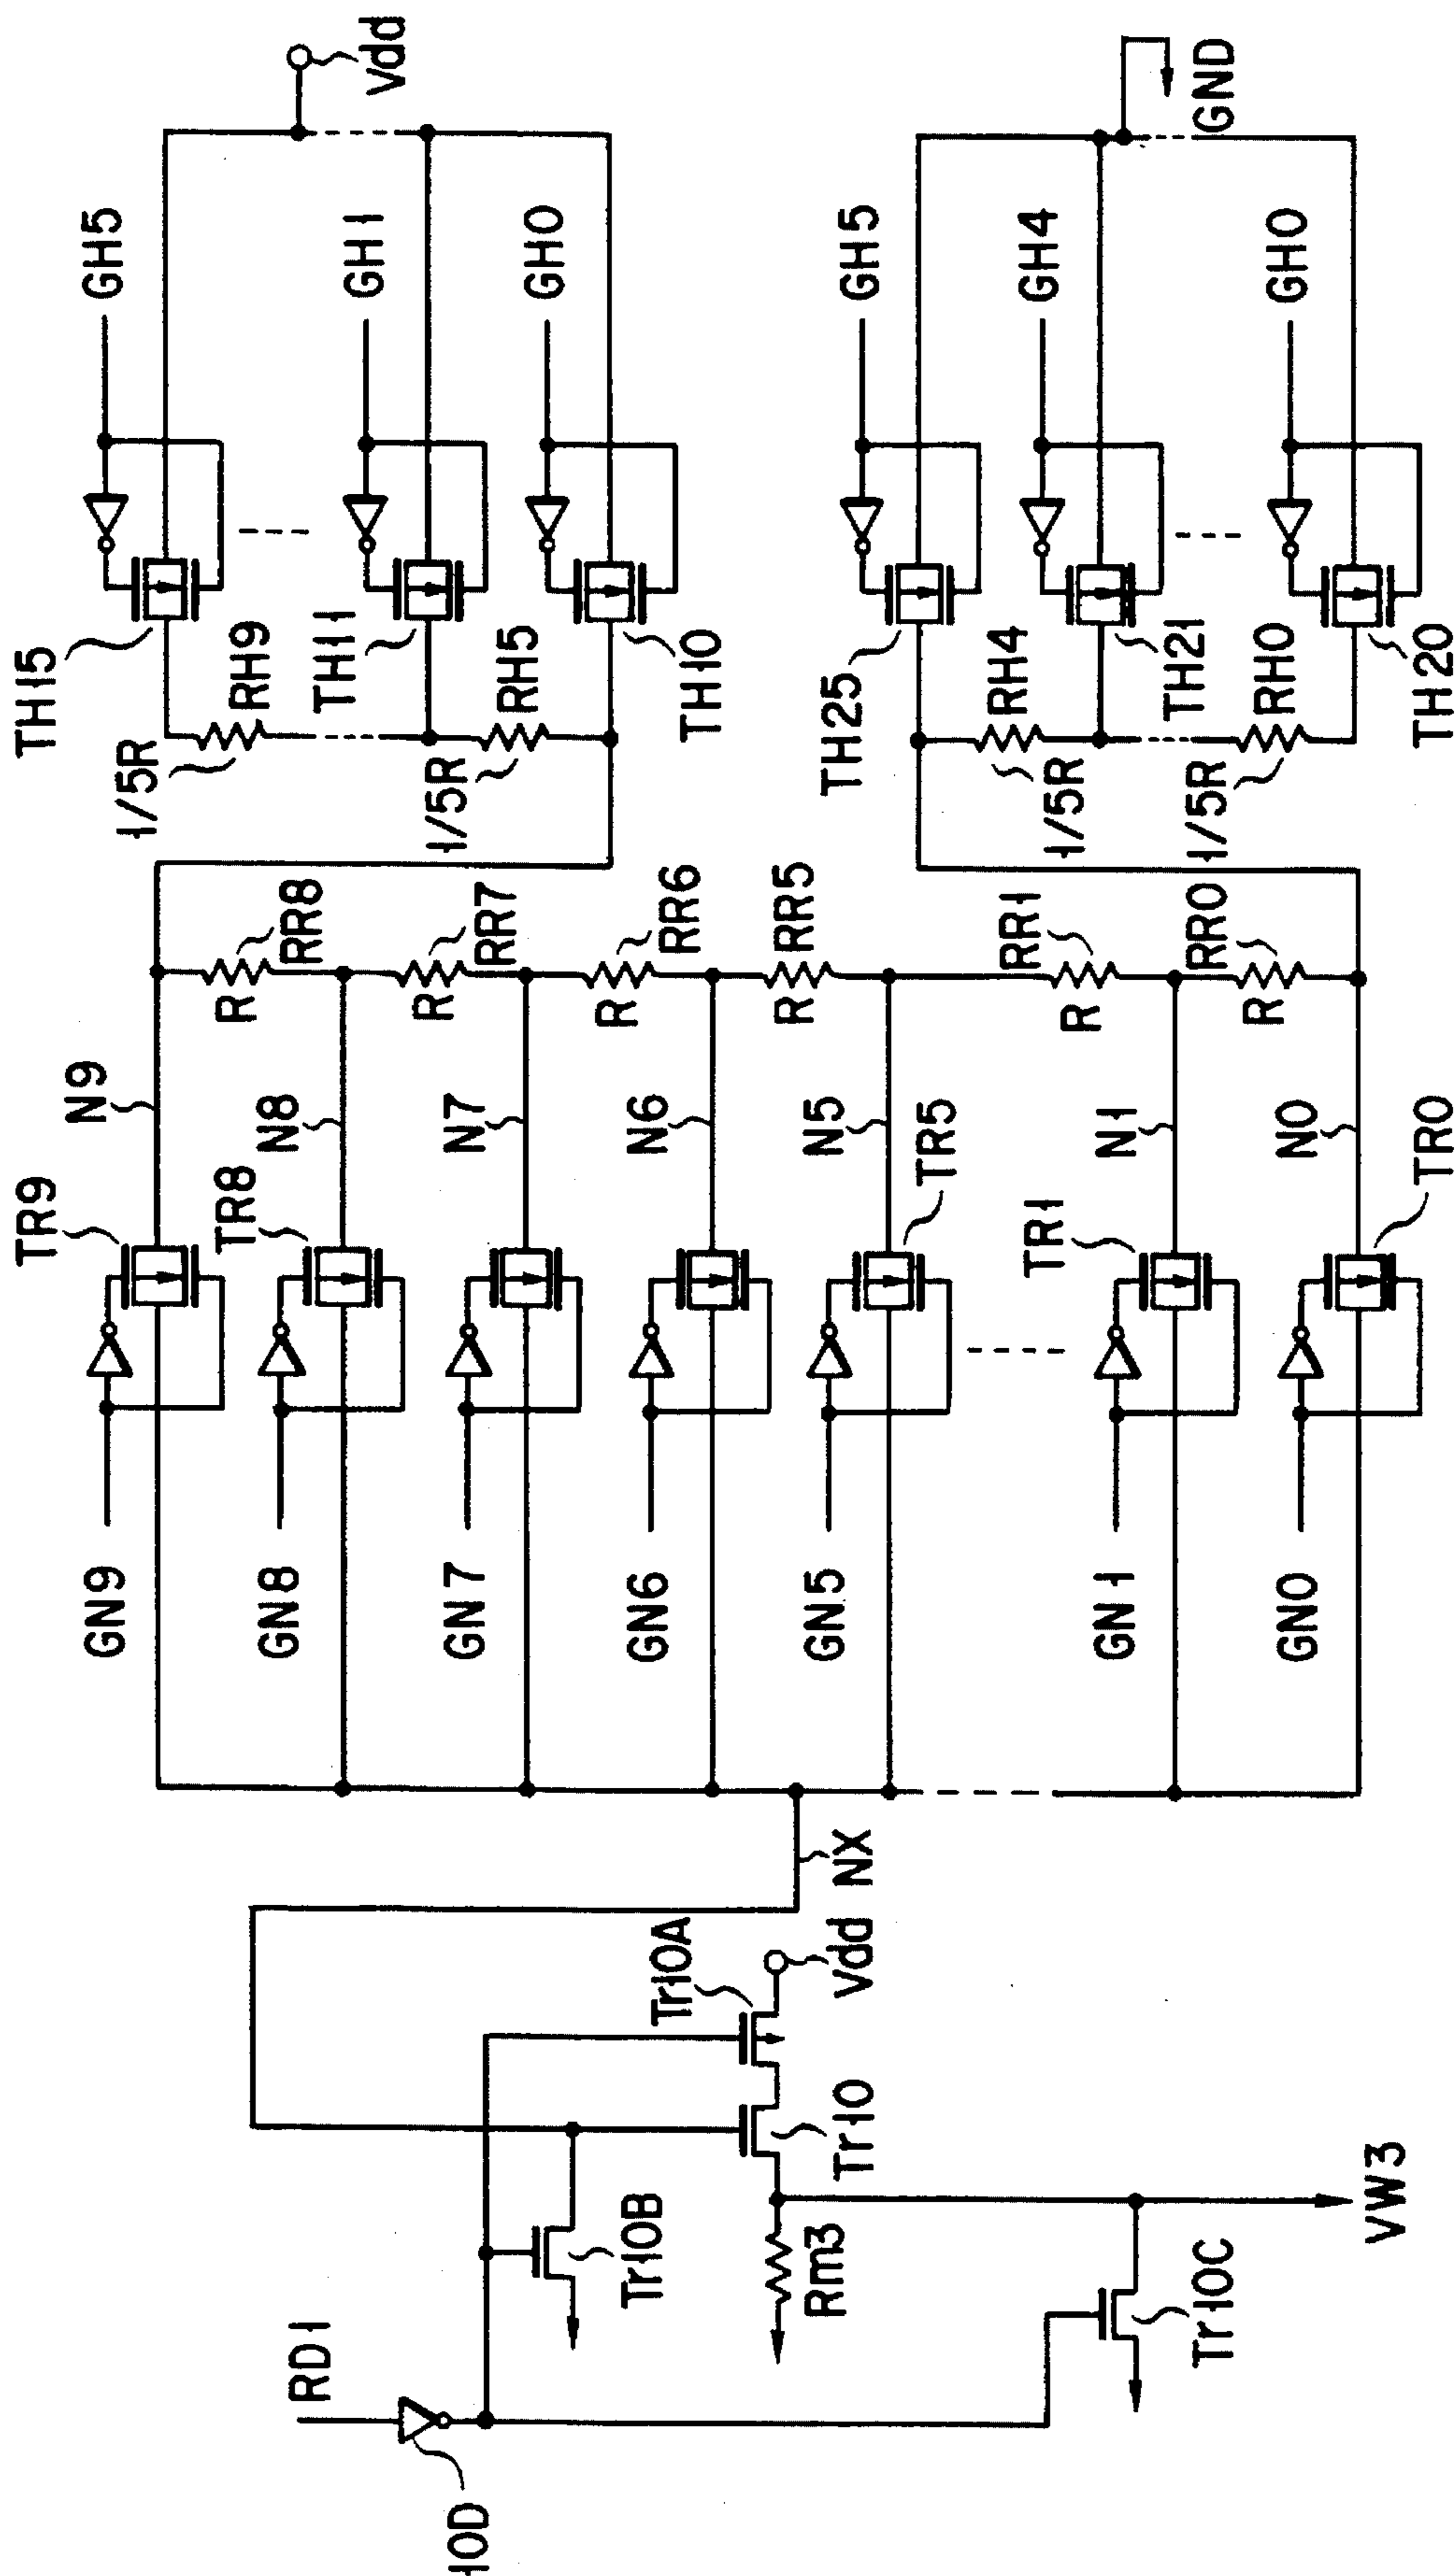 Vdd
GH5
GH1
GH0
TH15
RH9
1/5R
TH11
RH5
1/5R
TH10
GND
GH5
GH4
GH0
TH25
RH4
1/5R
TH21
RH0
1/5R
TH20
RR8
R
RR7
R
RR6
R
RR5
R
RR1
R
RR0
R
N9
N8
N7
N6
N5
N1
N0
TR9
TR8
TR5
TR1
TR0
GN9
GN8
GN7
GN6
GN5
GN1
GN0
NX
Tr10A
Vdd
Tr10
Tr10B
Rm3
VW3
Tr10C
RD1
10D